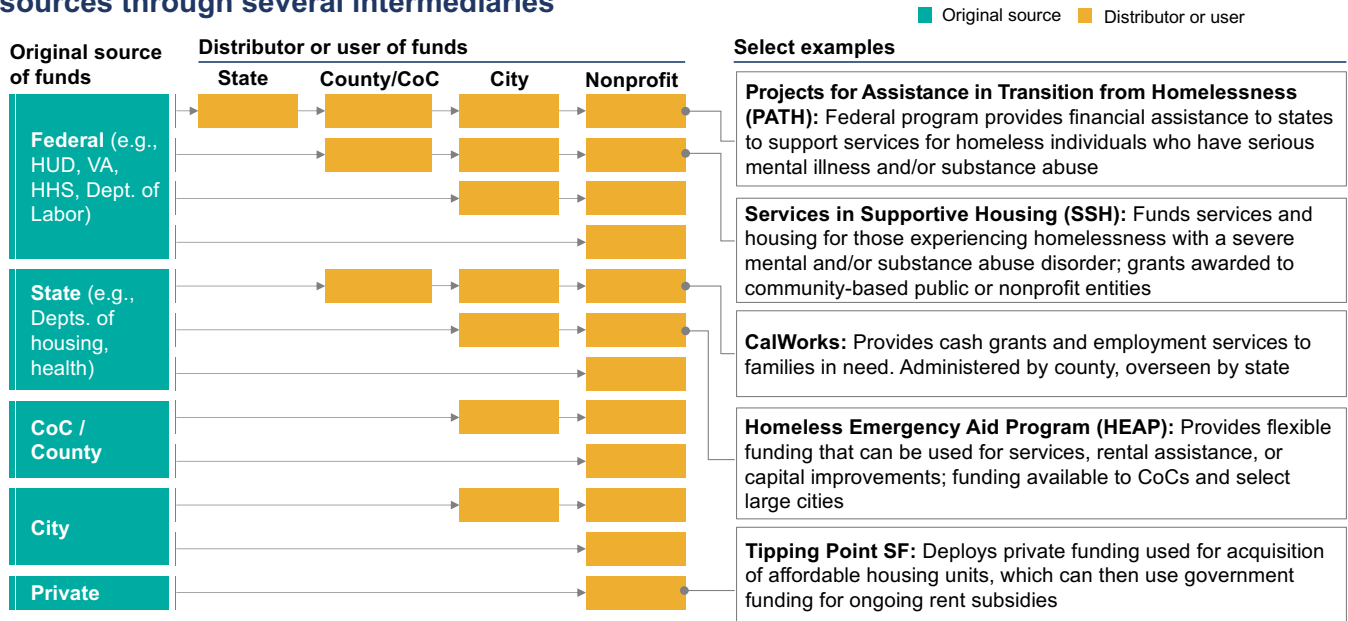 sources through several intermediaries
Original source
Distributor or user
Original source
of funds
Distributor or user of funds
State
County/CoC
City
Nonprofit
Select examples
Federal (e.g.,
HUD, VA,
HHS, Dept. of
Labor)
State (e.g.,
Depts. of
housing,
health)
CoC /
County
City
Private
Projects for Assistance in Transition from Homelessness
(PATH): Federal program provides financial assistance to states
to support services for homeless individuals who have serious
mental illness and/or substance abuse
Services in Supportive Housing (SSH): Funds services and
housing for those experiencing homelessness with a severe
mental and/or substance abuse disorder; grants awarded to
community-based public or nonprofit entities
CalWorks: Provides cash grants and employment services to
families in need. Administered by county, overseen by state
Homeless Emergency Aid Program (HEAP): Provides flexible
funding that can be used for services, rental assistance, or
capital improvements; funding available to CoCs and select
large cities
Tipping Point SF: Deploys private funding used for acquisition
of affordable housing units, which can then use government
funding for ongoing rent subsidies